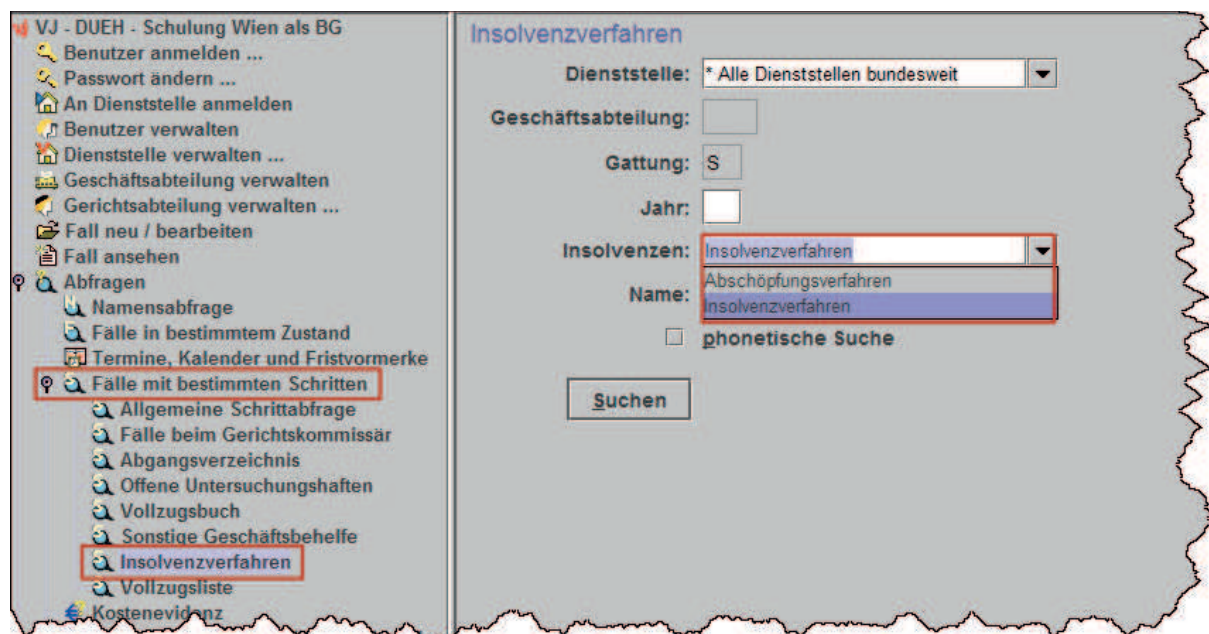 VJ - DUEH - Schulung Wien als BG
Benutzer anmelden ...
Passwort ändern ...
An Dienststelle anmelden
Benutzer verwalten
Dienststelle verwalten ...
Geschäftsabteilung verwalten
Gerichtsabteilung verwalten ...
Fall neu / bearbeiten
Fall ansehen
Abfragen
Namensabfrage
Fälle in bestimmtem Zustand
Termine, Kalender und Fristvormerke
Fälle mit bestimmten Schritten
Allgemeine Schrittabfrage
Fälle beim Gerichtskommissär
Abgangsverzeichnis
Offene Untersuchungshaften
Vollzugsbuch
Sonstige Geschäftsbehelfe
Insolvenzverfahren
Vollzugsliste
Kostenevidenz
Insolvenzverfahren
Dienststelle: * Alle Dienststellen bundesweit
Geschäftsabteilung:
Gattung: S
Jahr:
Insolvenzen: Insolvenzverfahren
Abschöpfungsverfahren
Name: Insolvenzverfahren
phonetische Suche
Suchen